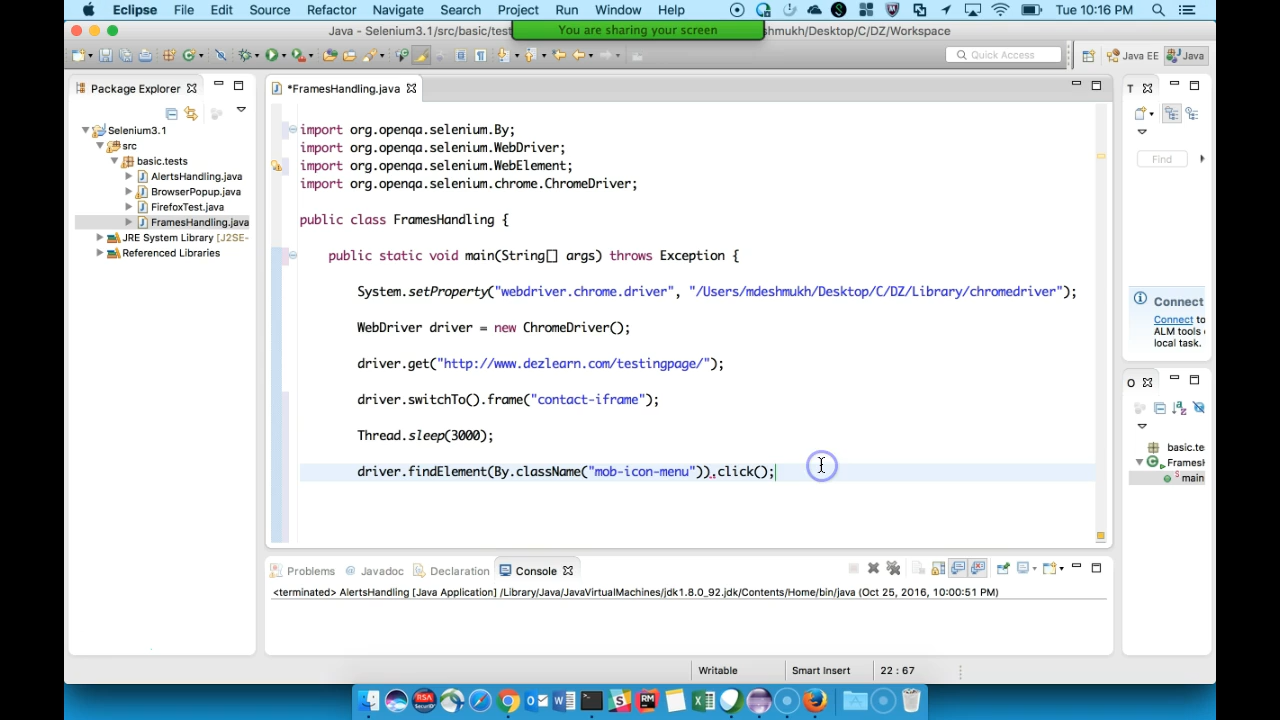 Eclipse File Edit Source Refactor Navigate Search Project Run Window Help Tue 10:16 PM
Java - Selenium3.1/src/basic/test
You are sharing your screen
eshmukh/Desktop/C/DZ/Workspace
Quick Access
Java EE
Java
Package Explorer
*FramesHandling.java
T
Selenium3.1
src
basic.tests
AlertsHandling.java
BrowserPopup.java
FirefoxTest.java
FramesHandling.java
JRE System Library [J2SE-
Referenced Libraries
import org.openqa.selenium.By;
import org.openqa.selenium.WebDriver;
import org.openqa.selenium.WebElement;
import org.openqa.selenium.chrome.ChromeDriver;
public class FramesHandling {
public static void main(String[] args) throws Exception {
System.setProperty("webdriver.chrome.driver", "/Users/mdeshmukh/Desktop/C/DZ/Library/chromedriver");
WebDriver driver = new ChromeDriver();
driver.get("http://www.dezlearn.com/testingpage/");
driver.switchTo().frame("contact-iframe");
Thread.sleep(3000);
driver.findElement(By.className("mob-icon-menu")).click();
Find
Connect
Connect to
ALM tools
local task.
O
basic.te
FramesH
main
Problems Javadoc Declaration Console
<terminated> AlertsHandling [Java Application] /Library/Java/JavaVirtualMachines/jdk1.8.0_92.jdk/Contents/Home/bin/java (Oct 25, 2016, 10:00:51 PM)
Writable Smart Insert 22 : 67